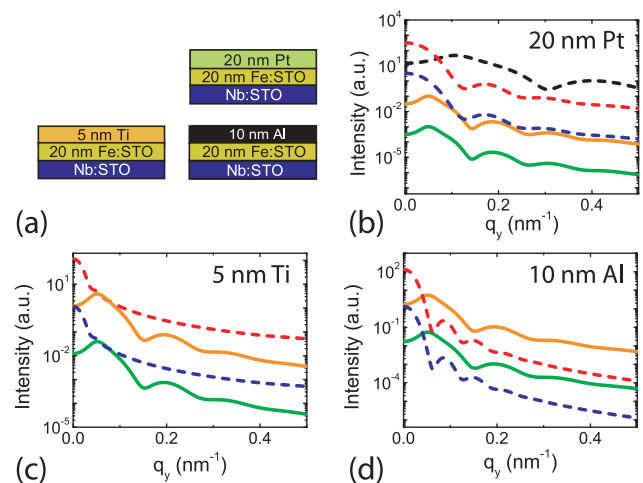 20 nm Pt
20 nm Fe:STO
Nb:STO
5 nm Ti
20 nm Fe:STO
Nb:STO
10 nm Al
20 nm Fe:STO
Nb:STO
(a)
20 nm Pt
Intensity (a.u.)
10^4
10^1
10^-2
10^-5
0.0 0.2 0.4
q_y (nm^-1)
(b)
5 nm Ti
Intensity (a.u.)
10^1
10^-2
10^-5
0.0 0.2 0.4
q_y (nm^-1)
(c)
10 nm Al
Intensity (a.u.)
10^2
10^-1
10^-4
0.0 0.2 0.4
q_y (nm^-1)
(d)